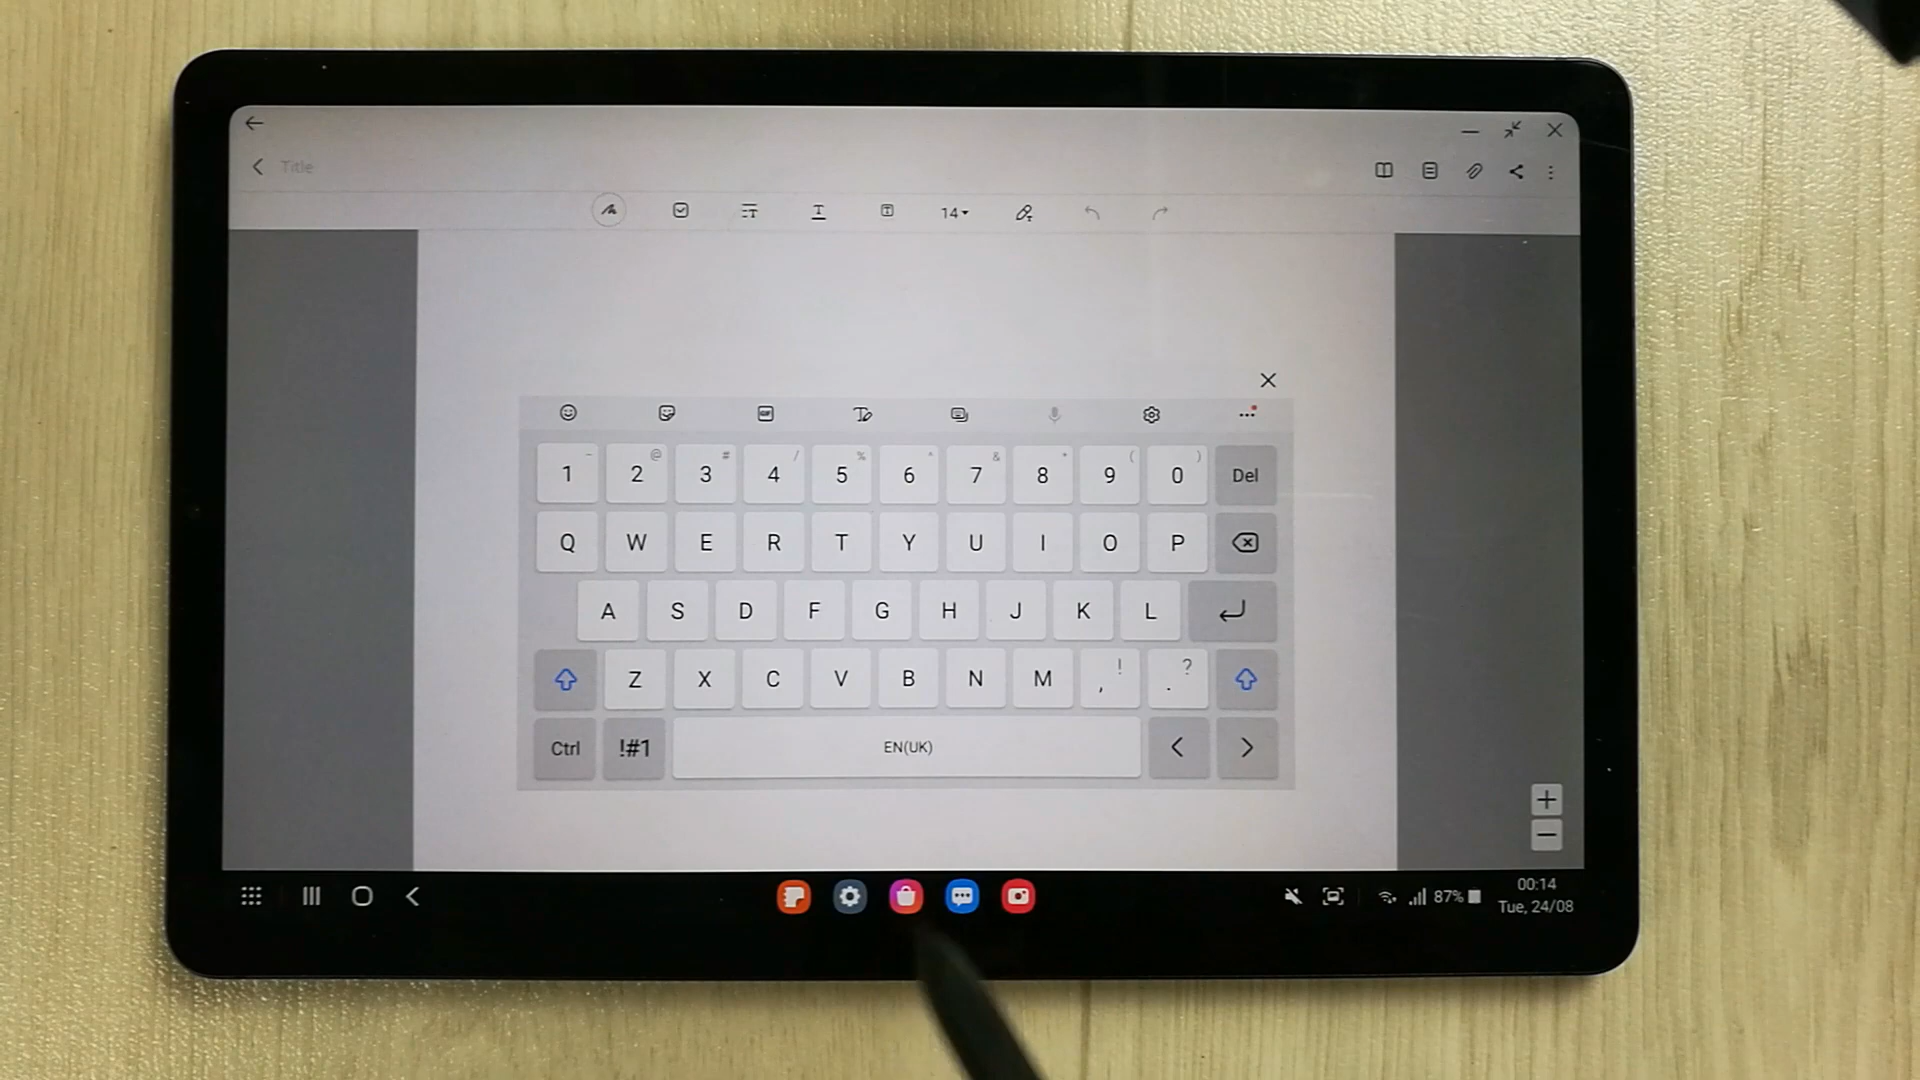 Title
14
1 2 @ 3 # 4 / 5 % 6 ^ 7 & 8 * 9 ( 0 ) Del
Q W E R T Y U I O P
A S D F G H J K L
Z X C V B N M , ! . ?
Ctrl !#1 EN(UK) < >
87% 00:14
Tue, 24/08